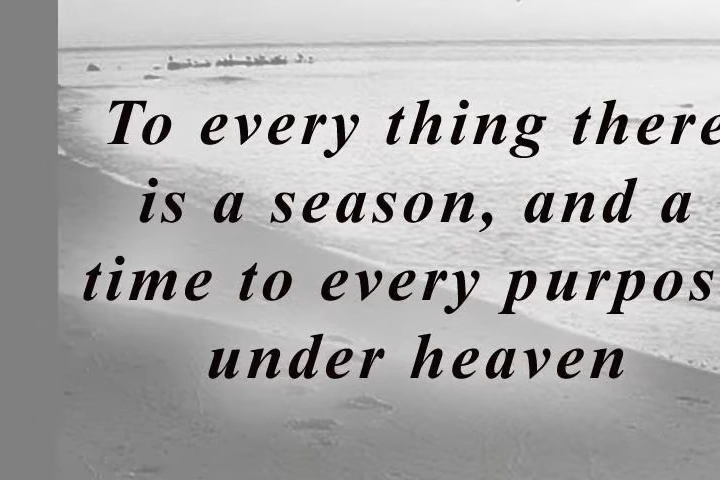 To every thing there
is a season, and a
time to every purpos
under heaven